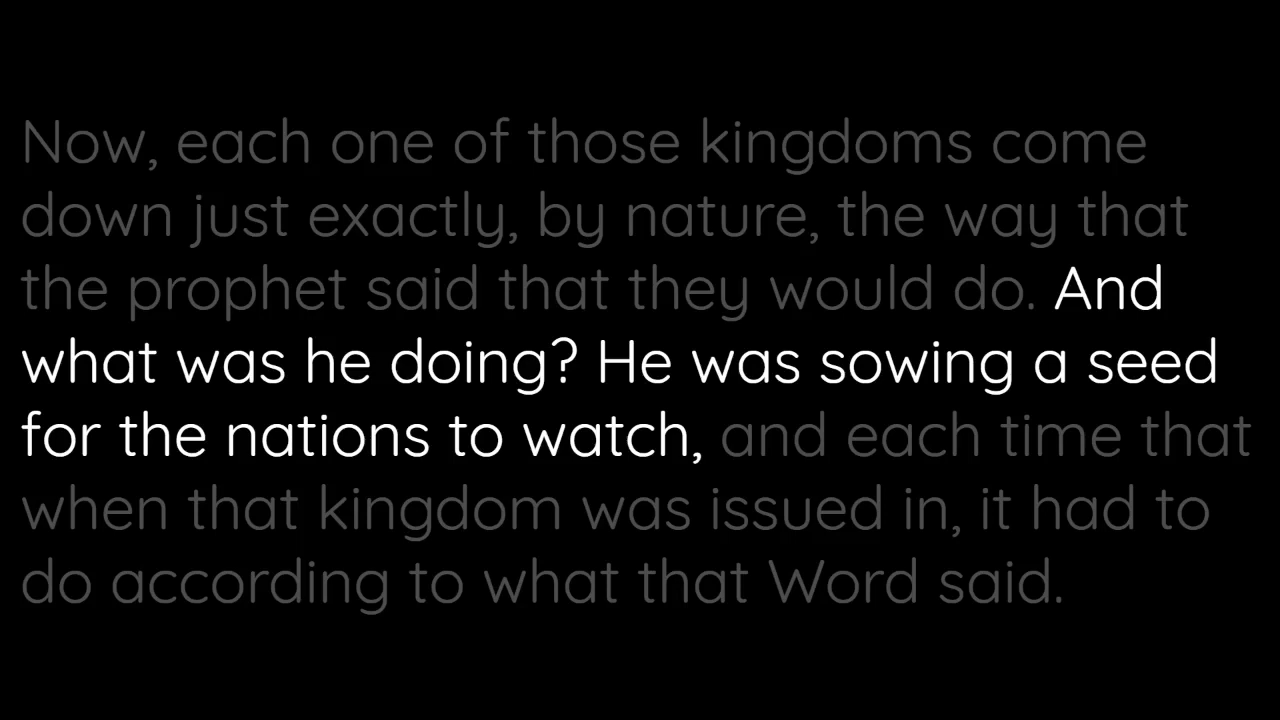 Now, each one of those kingdoms come
down just exactly, by nature, the way that
the prophet said that they would do. And
what was he doing? He was sowing a seed
for the nations to watch, and each time that
when that kingdom was issued in, it had to
do according to what that Word said.